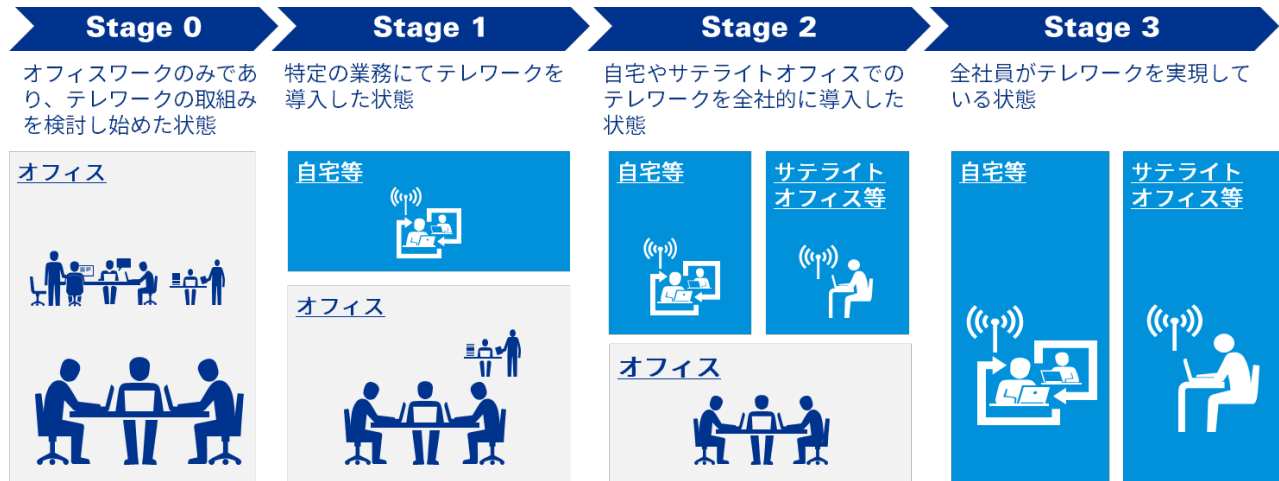 Stage 0
Stage 1
Stage 2
Stage 3
オフィスワークのみであ
り、テレワークの取組み
を検討し始めた状態
特定の業務にてテレワークを
導入した状態
自宅やサテライトオフィスでの
テレワークを全社的に導入した
状態
全社員がテレワークを実現して
いる状態
オフィス
自宅等
オフィス
自宅等
サテライト
オフィス等
オフィス
自宅等
サテライト
オフィス等